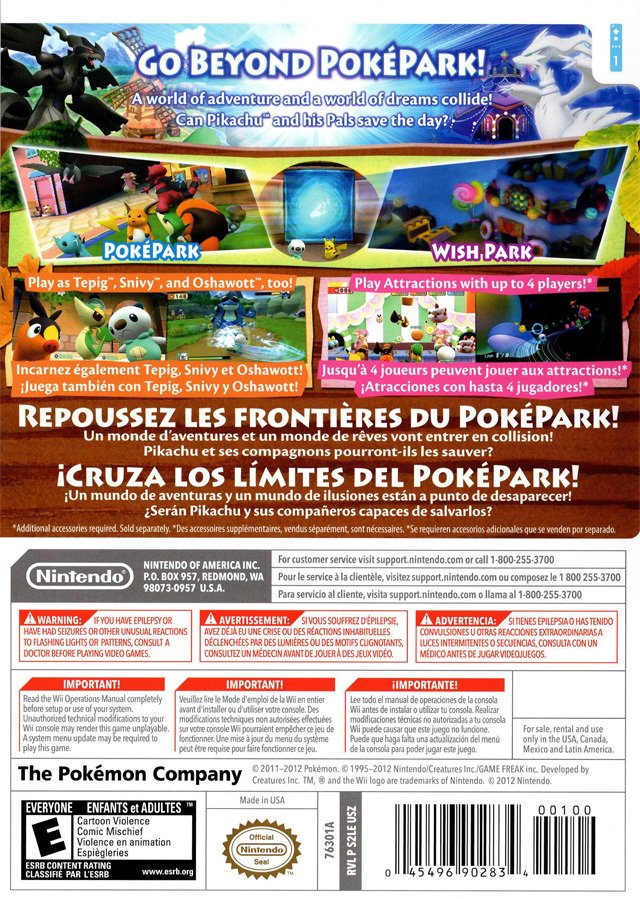 1
GO BEYOND POKÉPARK!
A world of adventure and a world of dreams collide!
Can Pikachu™ and his Pals save the day?
POKÉPARK
WISH PARK
Play as Tepig™, Snivy™, and Oshawott™, too!
Play Attractions with up to 4 players!*
148
Incarnez également Tepig, Snivy et Oshawott!
¡Juega también con Tepig, Snivy y Oshawott!
Jusqu'à 4 joueurs peuvent jouer aux attractions!*
¡Atracciones con hasta 4 jugadores!*
REPOUSSEZ LES FRONTIÈRES DU POKÉPARK!
Un monde d'aventures et un monde de rêves vont entrer en collision!
Pikachu et ses compagnons pourront-ils les sauver?
¡CRUZA LOS LÍMITES DEL POKÉPARK!
¡Un mundo de aventuras y un mundo de ilusiones están a punto de desaparecer!
¿Serán Pikachu y sus compañeros capaces de salvarlos?
*Additional accessories required. Sold separately. *Des accessoires supplémentaires, vendus séparément, sont nécessaires. *Se requieren accesorios adicionales que se venden por separado.
Nintendo®
NINTENDO OF AMERICA INC.
P.O. BOX 957, REDMOND, WA
98073-0957 U.S.A.
For customer service visit support.nintendo.com or call 1-800-255-3700
Pour le service à la clientèle, visitez support.nintendo.com ou composez le 1 800 255-3700
Para servicio al cliente, visita support.nintendo.com o llama al 1-800-255-3700
WARNING: IF YOU HAVE EPILEPSY OR
HAVE HAD SEIZURES OR OTHER UNUSUAL REACTIONS
TO FLASHING LIGHTS OR PATTERNS, CONSULT A
DOCTOR BEFORE PLAYING VIDEO GAMES.
AVERTISSEMENT: SI VOUS SOUFFREZ D'ÉPILEPSIE,
AVEZ DÉJÀ EU UNE CRISE OU DES RÉACTIONS INHABITUELLES
DÉCLENCHÉES PAR DES LUMIÈRES OU DES MOTIFS CLIGNOTANTS,
CONSULTEZ UN MÉDECIN AVANT DE JOUER À DES JEUX VIDÉO.
ADVERTENCIA: SI TIENES EPILEPSIA O HAS TENIDO
CONVULSIONES U OTRAS REACCIONES EXTRAORDINARIAS A
LUCES INTERMITENTES O SECUENCIAS, CONSULTA CON UN
MÉDICO ANTES DE JUGAR VIDEOJUEGOS.
IMPORTANT!
Read the Wii Operations Manual completely
before setup or use of your system.
Unauthorized technical modifications to your
Wii console may render this game unplayable.
A system menu update may be required to
play this game.
IMPORTANT!
Veuillez lire le Mode d'emploi de la Wii en entier
avant d'installer ou d'utiliser votre console. Des
modifications techniques non autorisées effectuées
sur votre console Wii pourraient empêcher ce jeu de
fonctionner. Une mise à jour du menu du système
peut être requise pour faire fonctionner ce jeu.
¡IMPORTANTE!
Lee todo el manual de operaciones de la consola
Wii antes de instalar o utilizar tu consola. Realizar
modificaciones técnicas no autorizadas a tu consola
Wii puede causar que este juego no funcione.
Puede que haga falta una actualización del menú
de la consola para poder jugar este juego.
For sale, rental and use
only in the USA, Canada,
Mexico and Latin America.
The Pokémon Company
© 2011–2012 Pokémon. © 1995–2012 Nintendo/Creatures Inc./GAME FREAK inc. Developed by
Creatures Inc. TM, ® and the Wii logo are trademarks of Nintendo. © 2012 Nintendo.
EVERYONE ENFANTS et ADULTES™
E
Cartoon Violence
Comic Mischief
Violence en animation
Espiègleries
ESRB CONTENT RATING
CLASSIFIÉ PAR L'ESRB
www.esrb.org
Made in USA
Official
Nintendo
Seal
76301A
RVL P S2LE USZ
00100
0 45496 90283 4